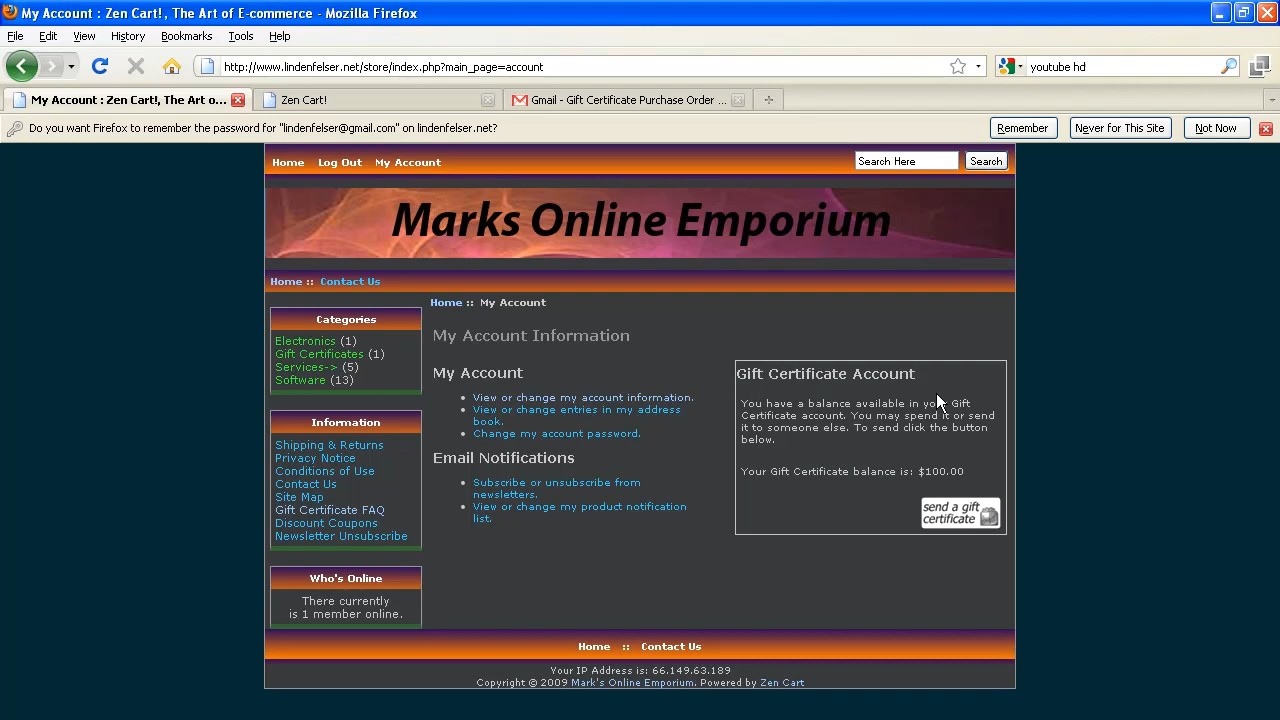 My Account : Zen Cart!, The Art of E-commerce - Mozilla Firefox
File Edit View History Bookmarks Tools Help
http://www.lindenfelser.net/store/index.php?main_page=account
youtube hd
My Account : Zen Cart!, The Art o...
Zen Cart!
Gmail - Gift Certificate Purchase Order ...
Do you want Firefox to remember the password for "lindenfelser@gmail.com" on lindenfelser.net?
Remember
Never for This Site
Not Now
Home Log Out My Account
Search Here
Search
Marks Online Emporium
Home :: Contact Us
Categories
Electronics (1)
Gift Certificates (1)
Services-> (5)
Software (13)
Information
Shipping & Returns
Privacy Notice
Conditions of Use
Contact Us
Site Map
Gift Certificate FAQ
Discount Coupons
Newsletter Unsubscribe
Who's Online
There currently
is 1 member online.
Home :: My Account
My Account Information
My Account
View or change my account information.
View or change entries in my address
book.
Change my account password.
Email Notifications
Subscribe or unsubscribe from
newsletters.
View or change my product notification
list.
Gift Certificate Account
You have a balance available in your Gift
Certificate account. You may spend it or send
it to someone else. To send click the button
below.
Your Gift Certificate balance is: $100.00
send a gift
certificate
Home :: Contact Us
Your IP Address is: 66.149.63.189
Copyright © 2009 Mark's Online Emporium. Powered by Zen Cart